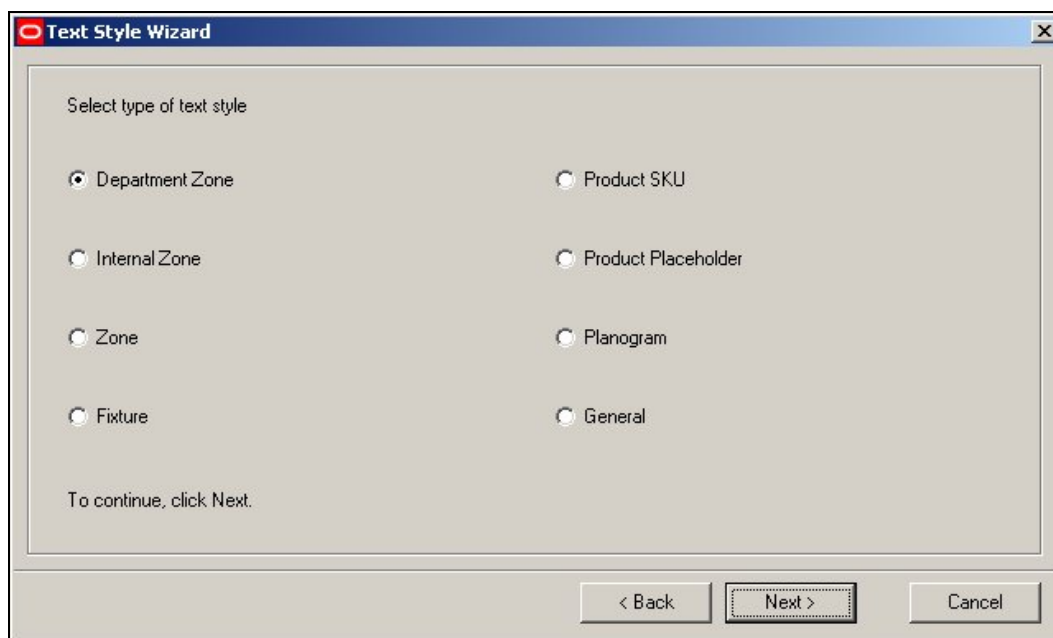 Text Style Wizard
Select type of text style
Department Zone
Product SKU
Internal Zone
Product Placeholder
Zone
Planogram
Fixture
General
To continue, click Next.
< Back
Next >
Cancel